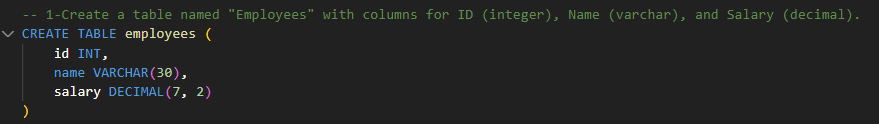 -- 1-Create a table named "Employees" with columns for ID (integer), Name (varchar), and Salary (decimal).
CREATE TABLE employees (
    id INT,
    name VARCHAR(30),
    salary DECIMAL(7, 2)
)